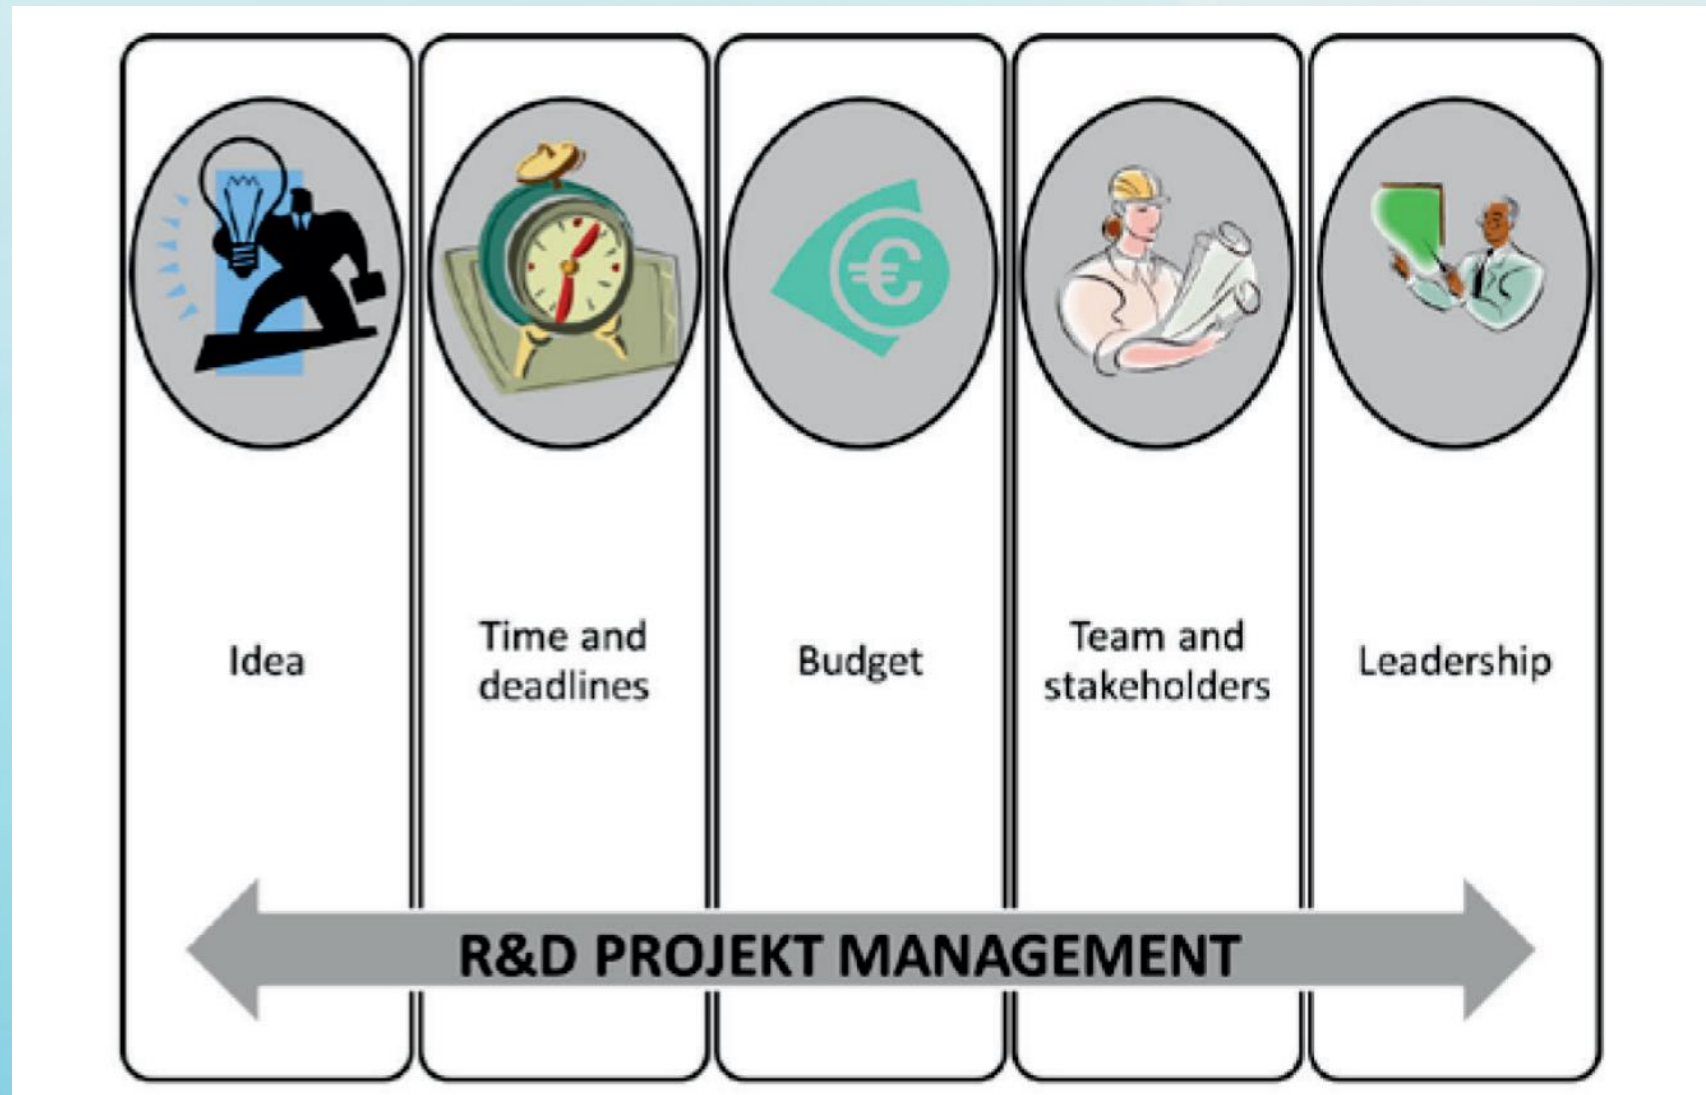 Idea
Time and
deadlines
Budget
Team and
stakeholders
Leadership
R&D PROJEKT MANAGEMENT